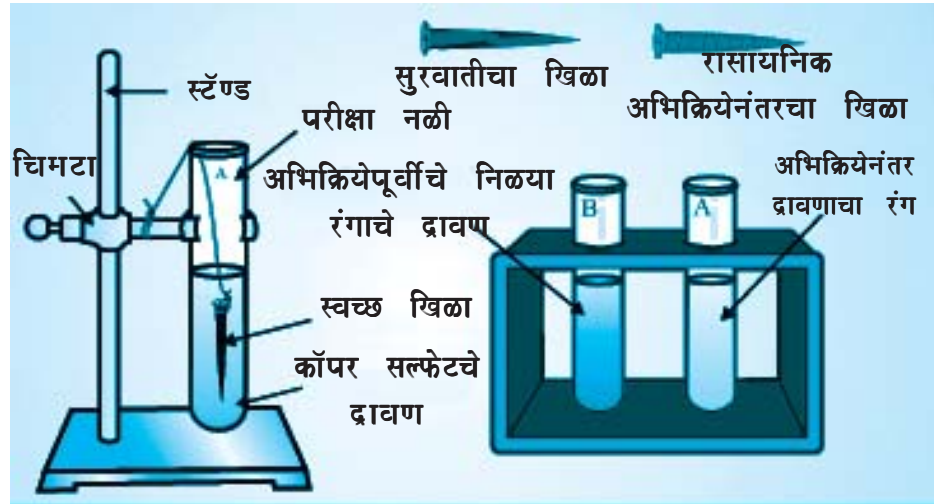 सुरवातीचा खिळा
रासायनिक
अभिक्रियेनंतरचा खिळा
स्टॅण्ड
परीक्षा नळी
चिमटा
A
अभिक्रियेपूर्वीचे निळया
रंगाचे द्रावण
अभिक्रियेनंतर
द्रावणाचा रंग
B
A
स्वच्छ खिळा
कॉपर सल्फेटचे
द्रावण